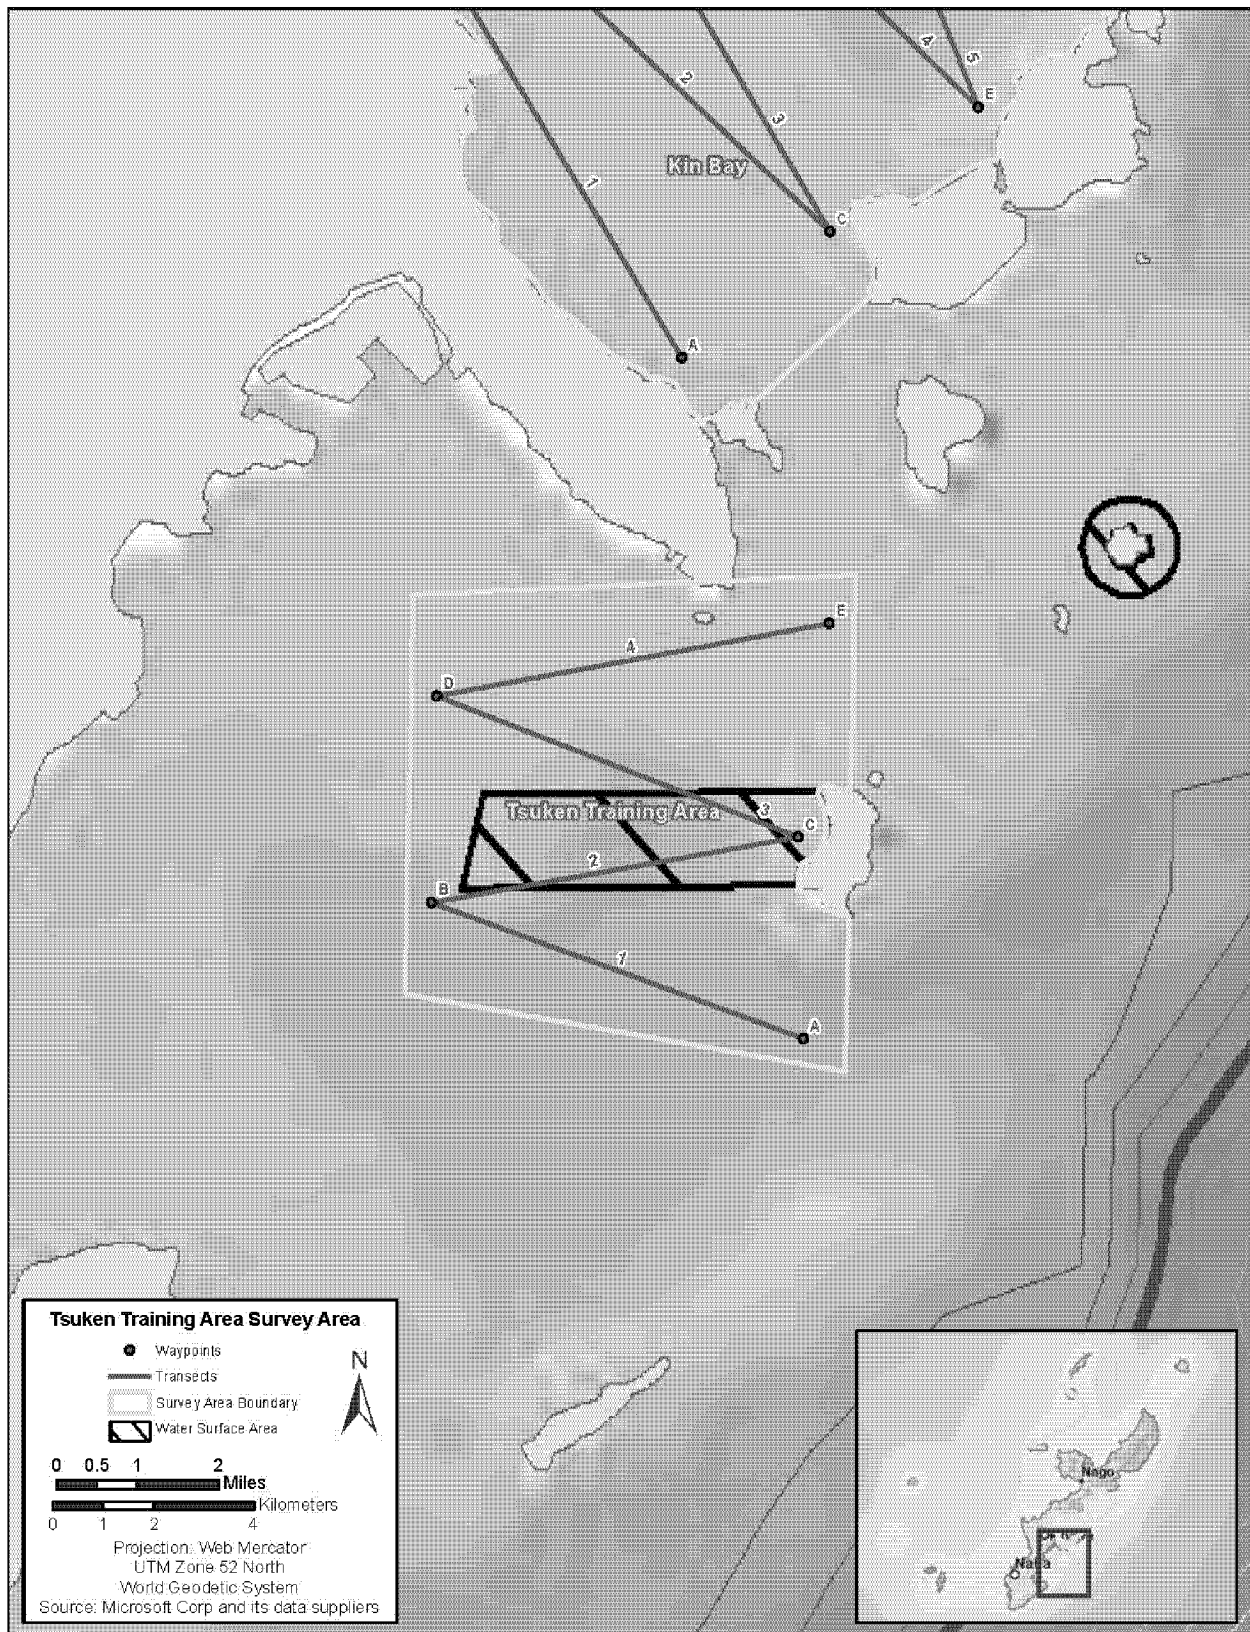 4
5
2
E
3
Kin Bay
1
C
A
E
4
D
Tsuken Training Area
3
C
2
B
1
A
Tsuken Training Area Survey Area
Waypoints
Transects
Survey Area Boundary
Water Surface Area
N
0 0.5 1 2
Miles
Kilometers
0 1 2 4
Projection: Web Mercator
UTM Zone 52 North
World Geodetic System
Source: Microsoft Corp and its data suppliers
Nago
Naha